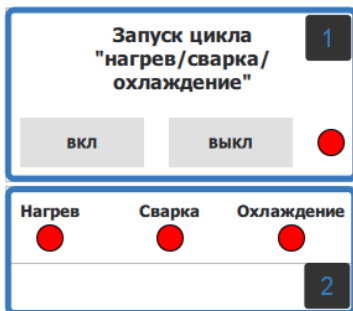 Запуск цикла
"нагрев/сварка/
охлаждение"
1
вкл
выкл
Нагрев
Сварка
Охлаждение
2